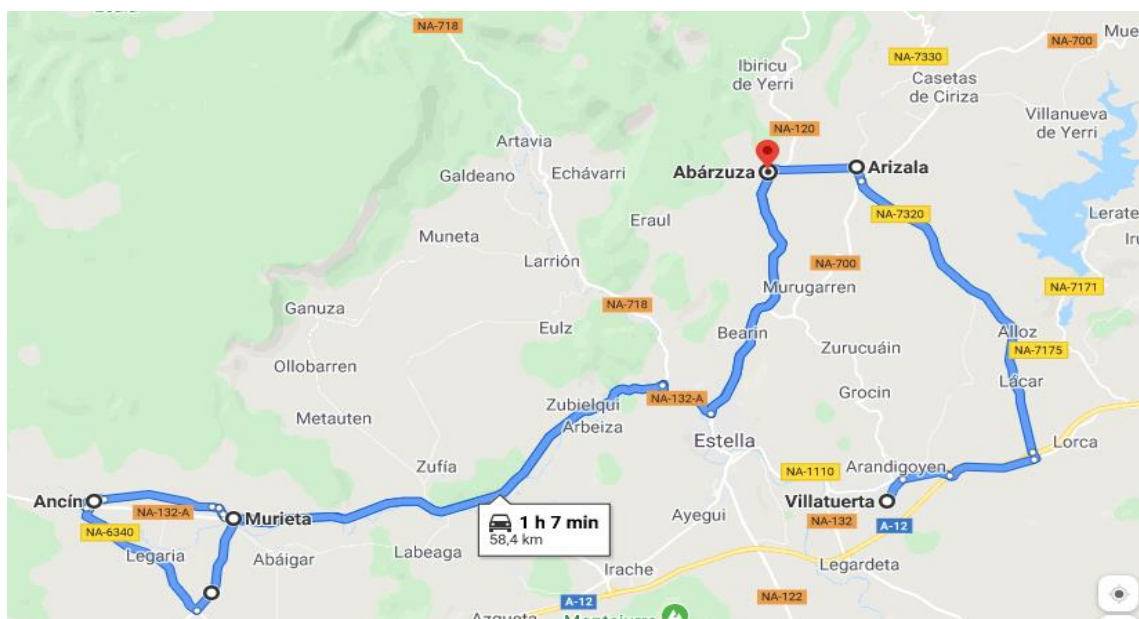 NA-718
NA-700
Mue
NA-7330
Ibiricu
de Yerri
Casetas
de Ciriza
Villanueva
de Yerri
NA-120
Artavia
Galdeano
Echávarri
Abárzuza
Arizala
NA-7320
Lerate
Eraul
Muneta
Larrión
NA-700
Murugarren
NA-7171
Ganuza
NA-718
Eulz
Bearin
Alloz
Zurucuáin
NA-7175
Ollobarren
Lácar
Grocin
Metauten
Zubielqui
NA-132-A
Arbeiza
Estella
Lorca
Zufía
NA-1110
Arandigoyen
Ancín
NA-132-A
Murieta
1 h 7 min
58,4 km
Villatuerta
NA-132
A-12
Ayegui
NA-6340
Legaria
Abáigar
Labeaga
Legardeta
Irache
A-12
NA-122